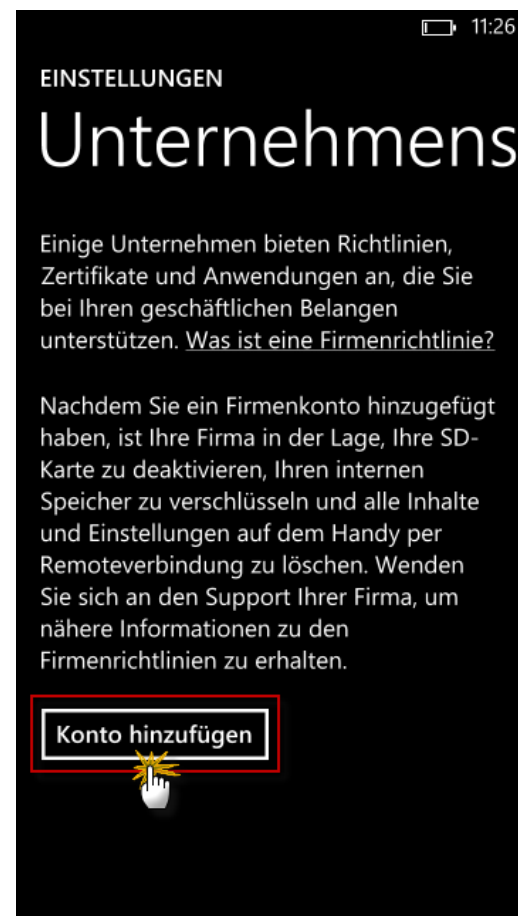 11:26
EINSTELLUNGEN
Unternehmens
Einige Unternehmen bieten Richtlinien,
Zertifikate und Anwendungen an, die Sie
bei Ihren geschäftlichen Belangen
unterstützen. Was ist eine Firmenrichtlinie?
Nachdem Sie ein Firmenkonto hinzugefügt
haben, ist Ihre Firma in der Lage, Ihre SD-
Karte zu deaktivieren, Ihren internen
Speicher zu verschlüsseln und alle Inhalte
und Einstellungen auf dem Handy per
Remoteverbindung zu löschen. Wenden
Sie sich an den Support Ihrer Firma, um
nähere Informationen zu den
Firmenrichtlinien zu erhalten.
Konto hinzufügen